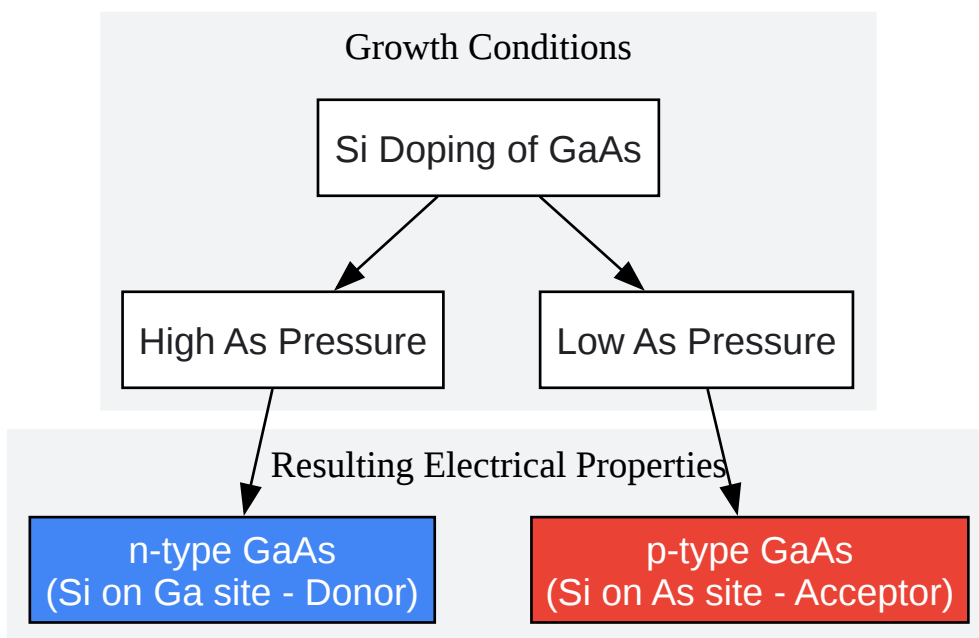 Growth Conditions
Si Doping of GaAs
High As Pressure
Low As Pressure
Resulting Electrical Properties
n-type GaAs
(Si on Ga site - Donor)
p-type GaAs
(Si on As site - Acceptor)